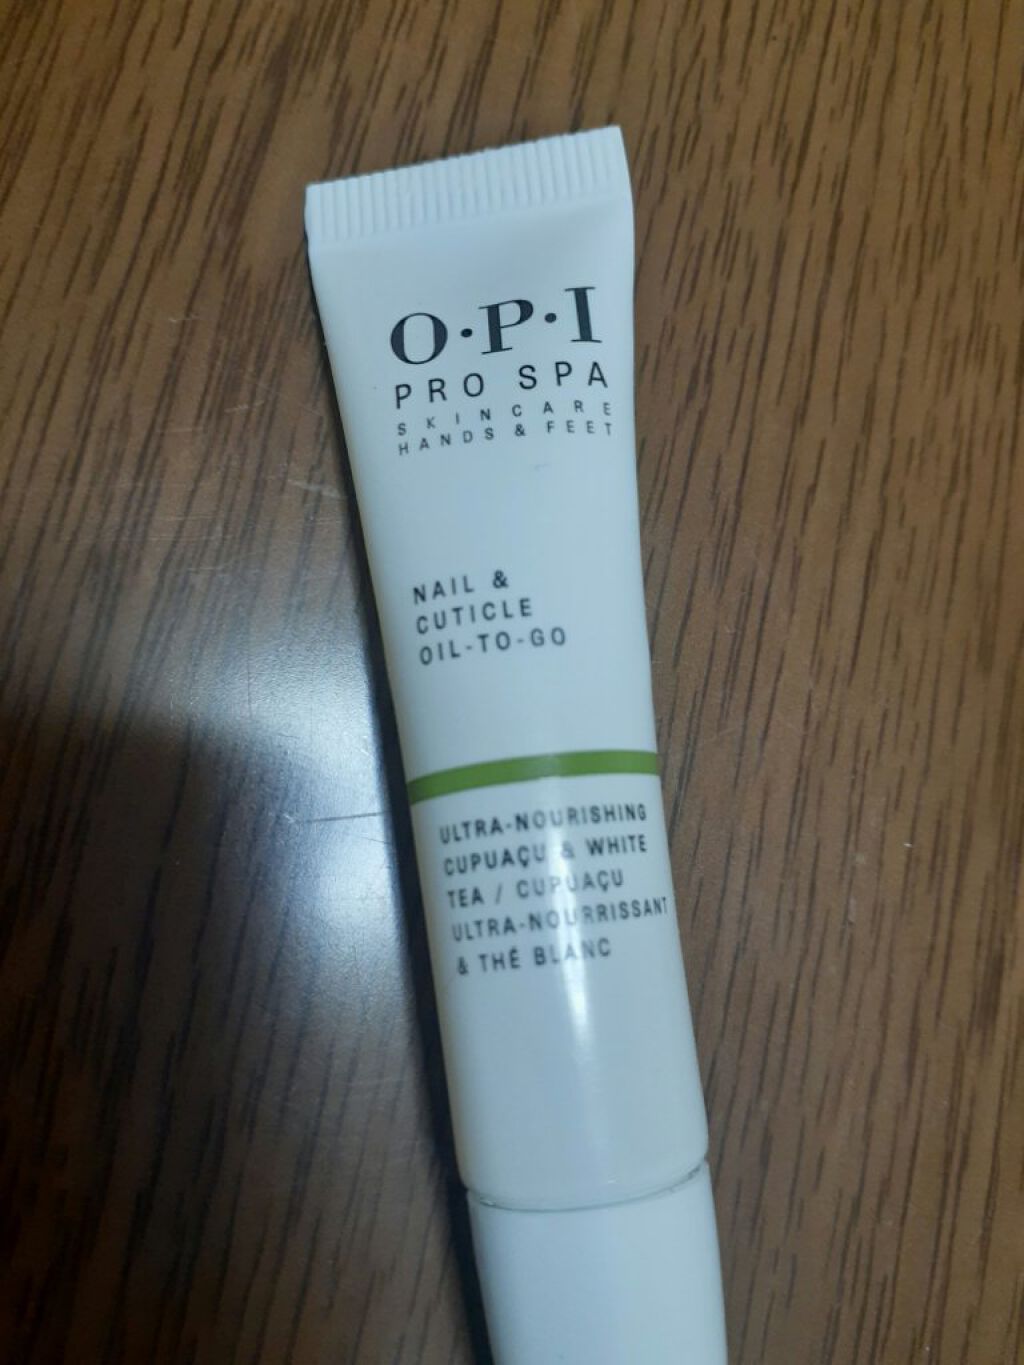 O·P·I
PRO SPA
SKINCARE
HANDS & FEET
NAIL &
CUTICLE
OIL-TO-GO
ULTRA-NOURISHING
CUPUAÇU & WHITE
TEA / CUPUAÇU
ULTRA-NOURRISSANT
& THÉ BLANC